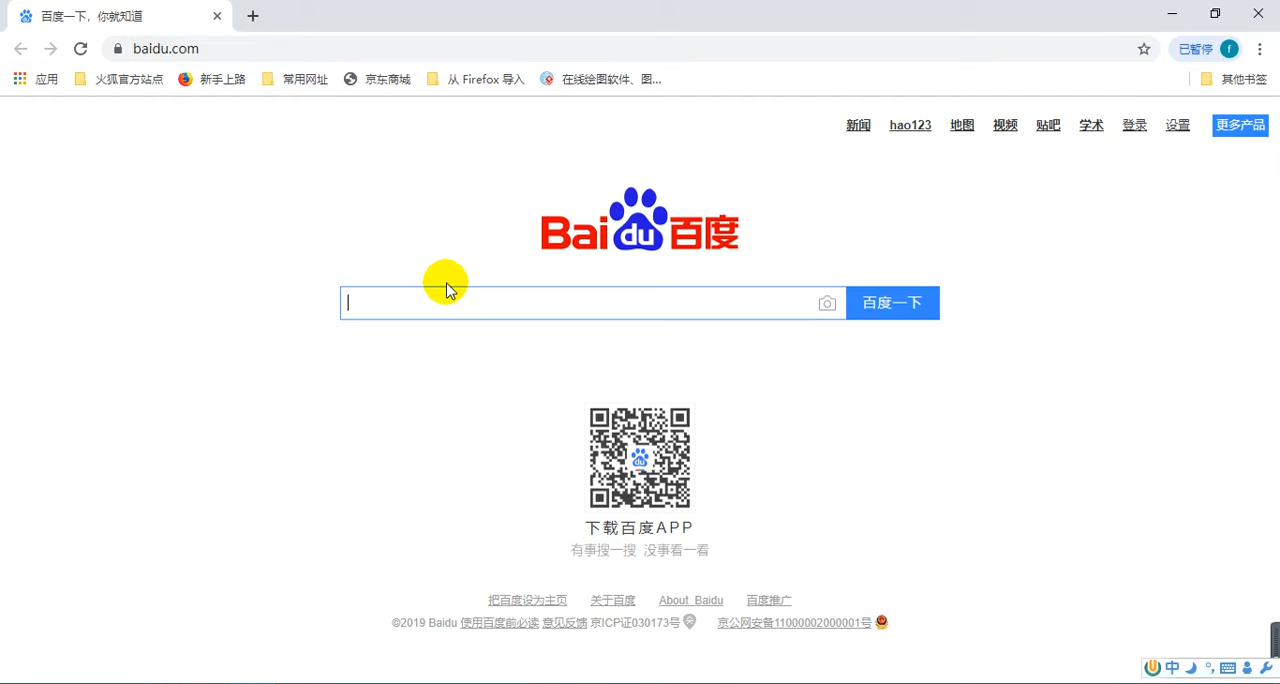 百度一下，你就知道
baidu.com
已暂停 f
应用 火狐官方站点 新手上路 常用网址 京东商城 从 Firefox 导入 在线绘图软件、图... 其他书签
新闻 hao123 地图 视频 贴吧 学术 登录 设置 更多产品
Bai du 百度
百度一下
du
下载百度APP
有事搜一搜 没事看一看
把百度设为主页 关于百度 About Baidu 百度推广
©2019 Baidu 使用百度前必读 意见反馈 京ICP证030173号 京公网安备11000002000001号
中